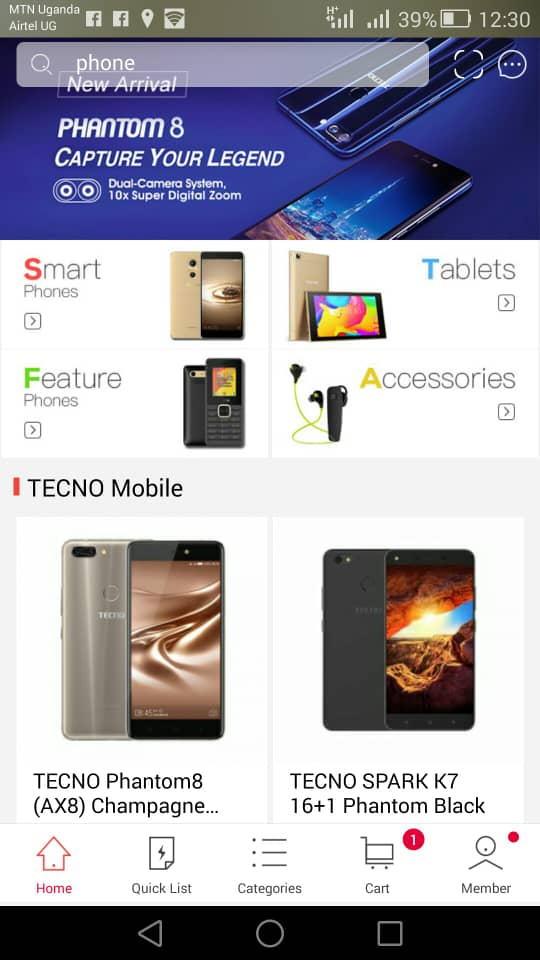 MTN Uganda
Airtel UG
39%
12:30
phone
New Arrival
PHANTOM 8
CAPTURE YOUR LEGEND
Dual-Camera System,
10x Super Digital Zoom
Smart
Phones
Tablets
Feature
Phones
Accessories
TECNO Mobile
TECNO
TECNO Phantom8
(AX8) Champagne...
TECNO SPARK K7
16+1 Phantom Black
1
Home
Quick List
Categories
Cart
Member